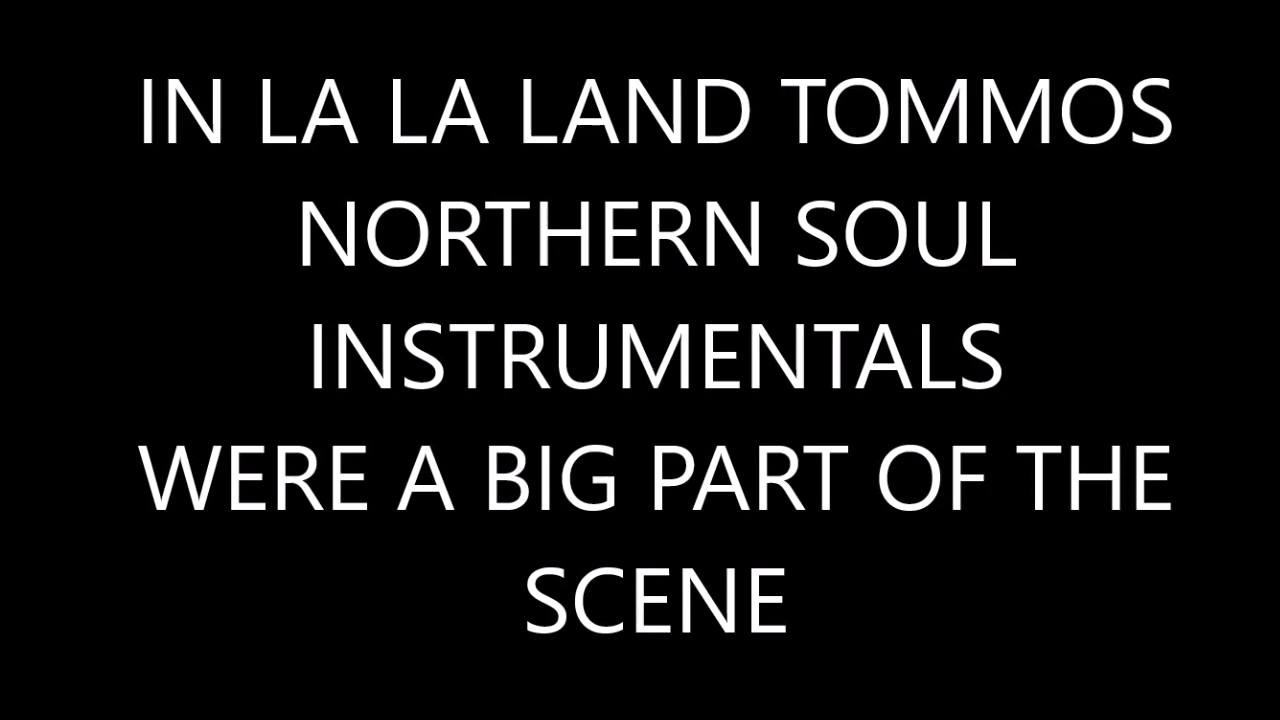 IN LA LA LAND TOMMOS
NORTHERN SOUL
INSTRUMENTALS
WERE A BIG PART OF THE
SCENE